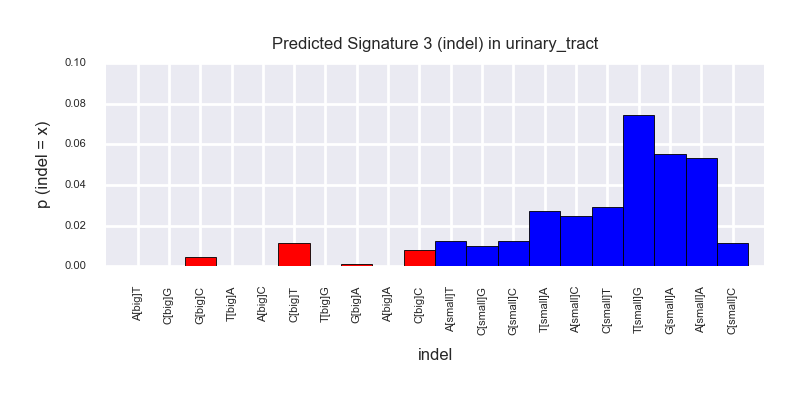 Predicted Signature 3 (indel) in urinary_tract
p (indel = x)
0.10
0.08
0.06
0.04
0.02
0.00
A[big]T
C[big]G
G[big]C
T[big]A
A[big]C
C[big]T
T[big]G
G[big]A
A[big]A
C[big]C
A[small]T
C[small]G
G[small]C
T[small]A
A[small]C
C[small]T
T[small]G
G[small]A
A[small]A
C[small]C
indel